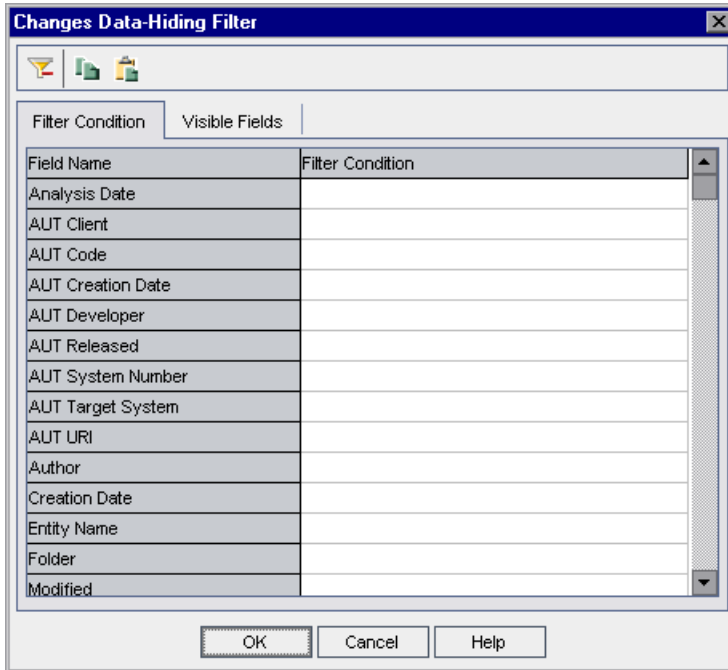 Changes Data-Hiding Filter
Filter Condition Visible Fields
Field Name Filter Condition
Analysis Date
AUT Client
AUT Code
AUT Creation Date
AUT Developer
AUT Released
AUT System Number
AUT Target System
AUT URI
Author
Creation Date
Entity Name
Folder
Modified
OK Cancel Help